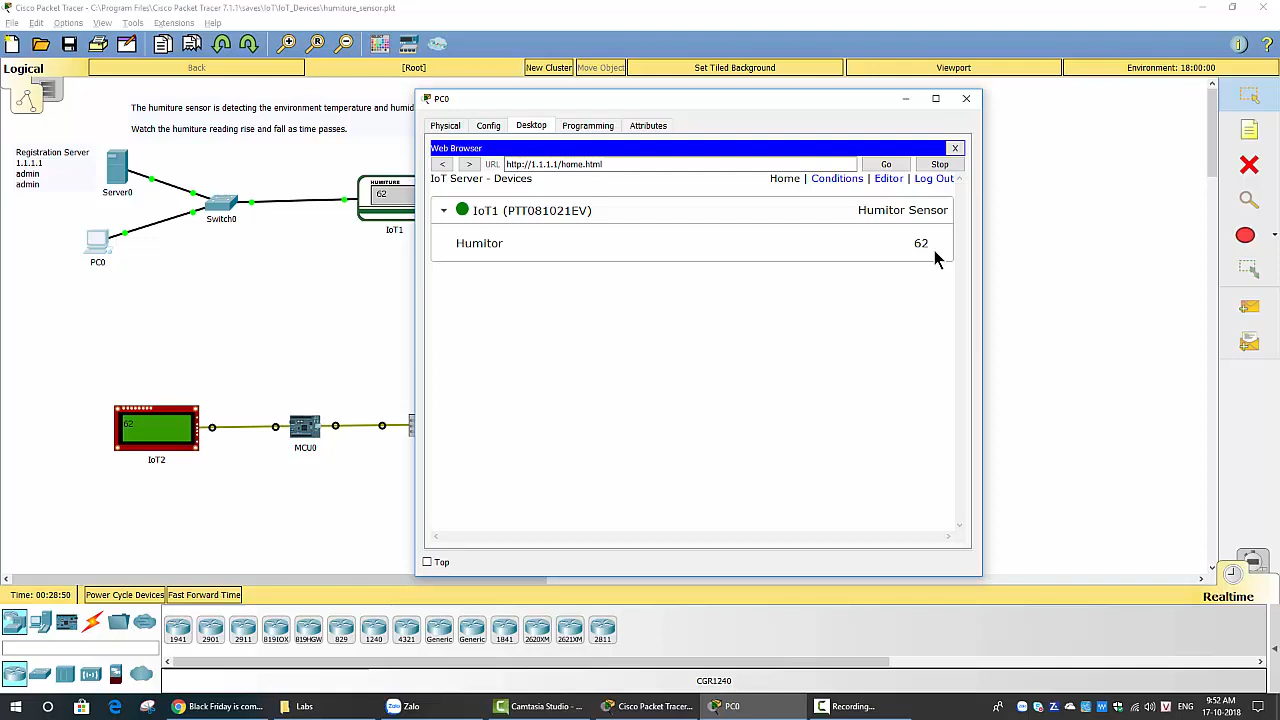 Cisco Packet Tracer - C:\Program Files\Cisco Packet Tracer 7.1.1\saves\IoT\IoT_Devices\humiture_sensor.pkt
File Edit Options View Tools Extensions Help
Logical Back [Root] New Cluster Move Object Set Tiled Background Viewport Environment: 18:00:00
The humiture sensor is detecting the environment temperature and humid
Watch the humiture reading rise and fall as time passes.
Registration Server
1.1.1.1
admin
admin
Server0
Switch0
PC0
HUMITURE
62
IoT1
62
IoT2
MCU0
PC0
Physical Config Desktop Programming Attributes
Web Browser X
< > URL http://1.1.1.1/home.html Go Stop
IoT Server - Devices Home | Conditions | Editor | Log Out
IoT1 (PTT081021EV) Humitor Sensor
Humitor 62
Top
Time: 00:28:50 Power Cycle Devices Fast Forward Time Realtime
1941 2901 2911 819IOX 819HGW 829 1240 4321 Generic Generic 1841 2620XM 2621XM 2811
CGR1240
Black Friday is com... Labs Zalo Camtasia Studio - ... Cisco Packet Tracer... PC0 Recording...
9:52 AM
17-10-2018